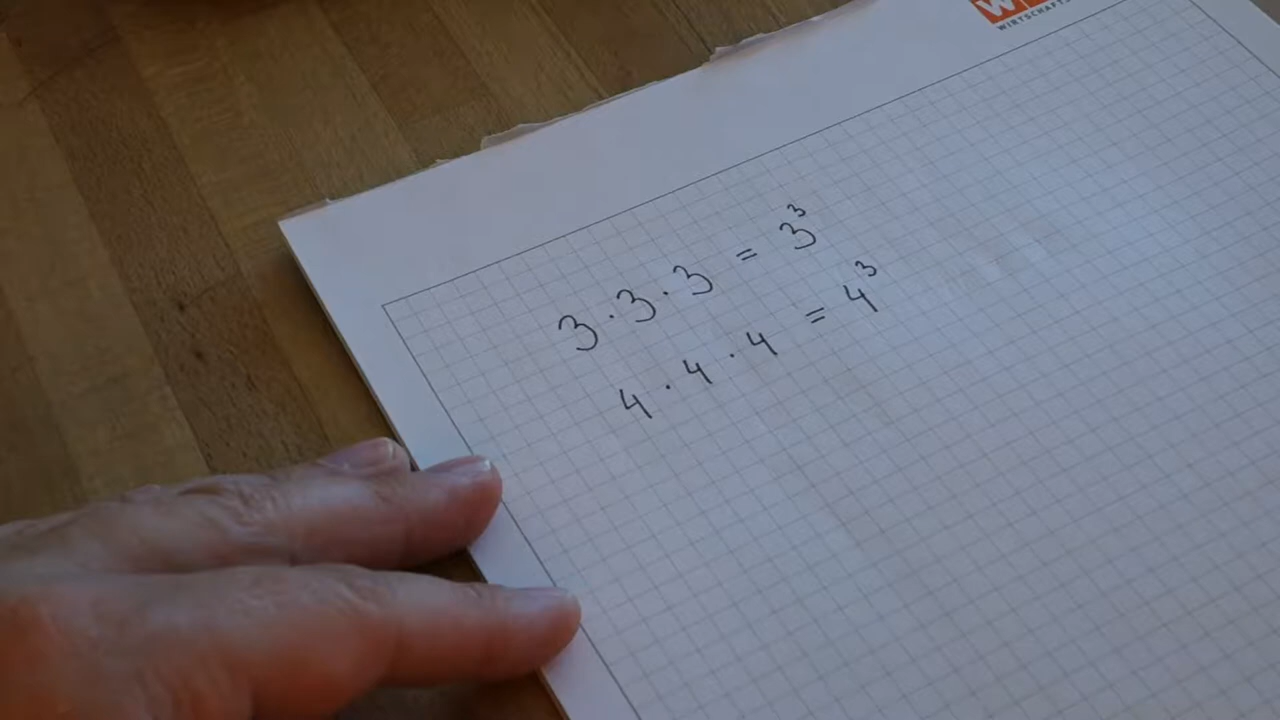 WIRTSCHAFTS
3 · 3 · 3 = 3³
4 · 4 · 4 = 4³